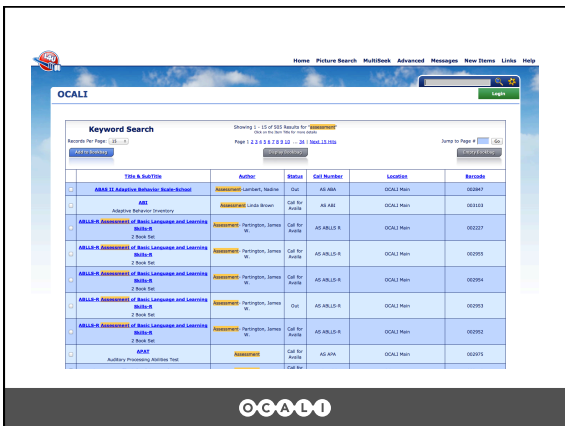 Home Picture Search MultiSeek Advanced Messages New Items Links Help
OCALI
Login
Keyword Search
Showing 1 - 15 of 503 Results for "assessment"
Click on the Item Title for more details
Records Per Page: 15
Page 1 2 3 4 5 6 7 8 9 10 ... 34 | Next 15 Hits
Jump to Page # Go
Add to Bookbag
Display Bookbag
Empty Bookbag
Title & SubTitle Author Status Call Number Location Barcode
ABAS II Adaptive Behavior Scale-School Assessment-Lambert, Nadine Out AS ABA OCALI Main 002847
ABI
Adaptive Behavior Inventory
Assessment Linda Brown Call for Availa AS ABI OCALI Main 003103
ABLLS-R Assessment of Basic Language and Learning
Skills-R
2 Book Set
Assessment- Partington, James W. Call for Availa AS ABLLS R OCALI Main 002227
ABLLS-R Assessment of Basic Language and Learning
Skills-R
2 Book Set
Assessment- Partington, James W. Call for Availa AS ABLLS-R OCALI Main 002955
ABLLS-R Assessment of Basic Language and Learning
Skills-R
2 Book Set
Assessment- Partington, James W. Call for Availa AS ABLLS-R OCALI Main 002954
ABLLS-R Assessment of Basic Language and Learning
Skills-R
2 Book Set
Assessment- Partington, James W. Out AS ABLLS-R OCALI Main 002953
ABLLS-R Assessment of Basic Language and Learning
Skills-R
2 Book Set
Assessment- Partington, James W. Call for Availa AS ABLLS-R OCALI Main 002952
APAT
Auditory Processing Abilities Test
Assessment Call for Availa AS APA OCALI Main 002975
Call for
OCALI